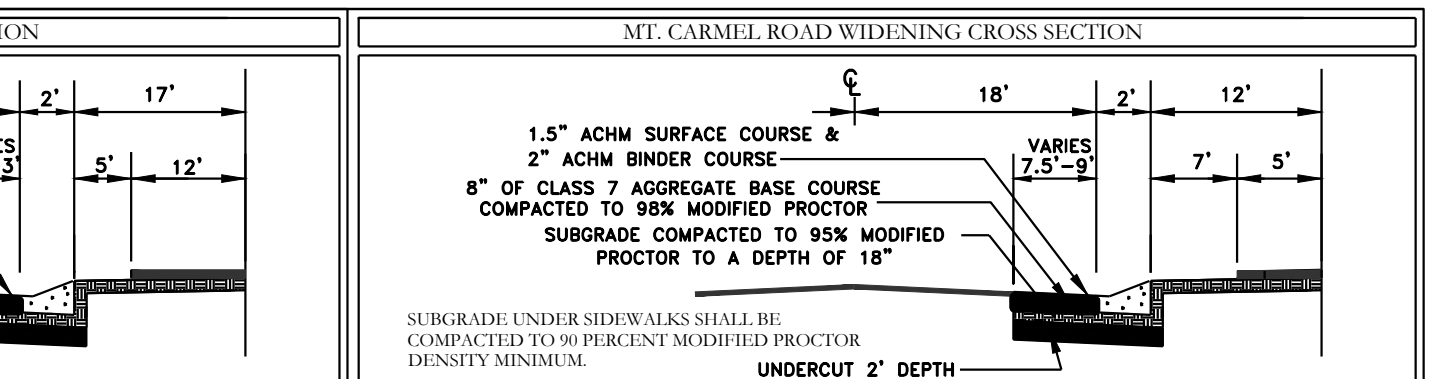 ION
2'
17'
ES
3'
5'
12'
MT. CARMEL ROAD WIDENING CROSS SECTION
℄
18'
2'
12'
1.5" ACHM SURFACE COURSE &
2" ACHM BINDER COURSE
VARIES
7.5'-9'
7'
5'
8" OF CLASS 7 AGGREGATE BASE COURSE
COMPACTED TO 98% MODIFIED PROCTOR
SUBGRADE COMPACTED TO 95% MODIFIED
PROCTOR TO A DEPTH OF 18"
SUBGRADE UNDER SIDEWALKS SHALL BE
COMPACTED TO 90 PERCENT MODIFIED PROCTOR
DENSITY MINIMUM.
UNDERCUT 2' DEPTH